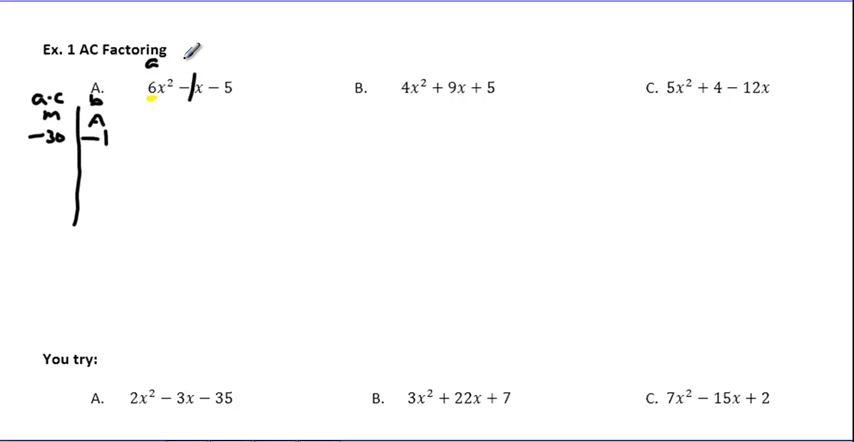 Ex. 1 AC Factoring
a
A. 6x² − 1x − 5 B. 4x² + 9x + 5 C. 5x² + 4 − 12x
a·c b
M A
−30 −1
You try:
A. 2x² − 3x − 35 B. 3x² + 22x + 7 C. 7x² − 15x + 2